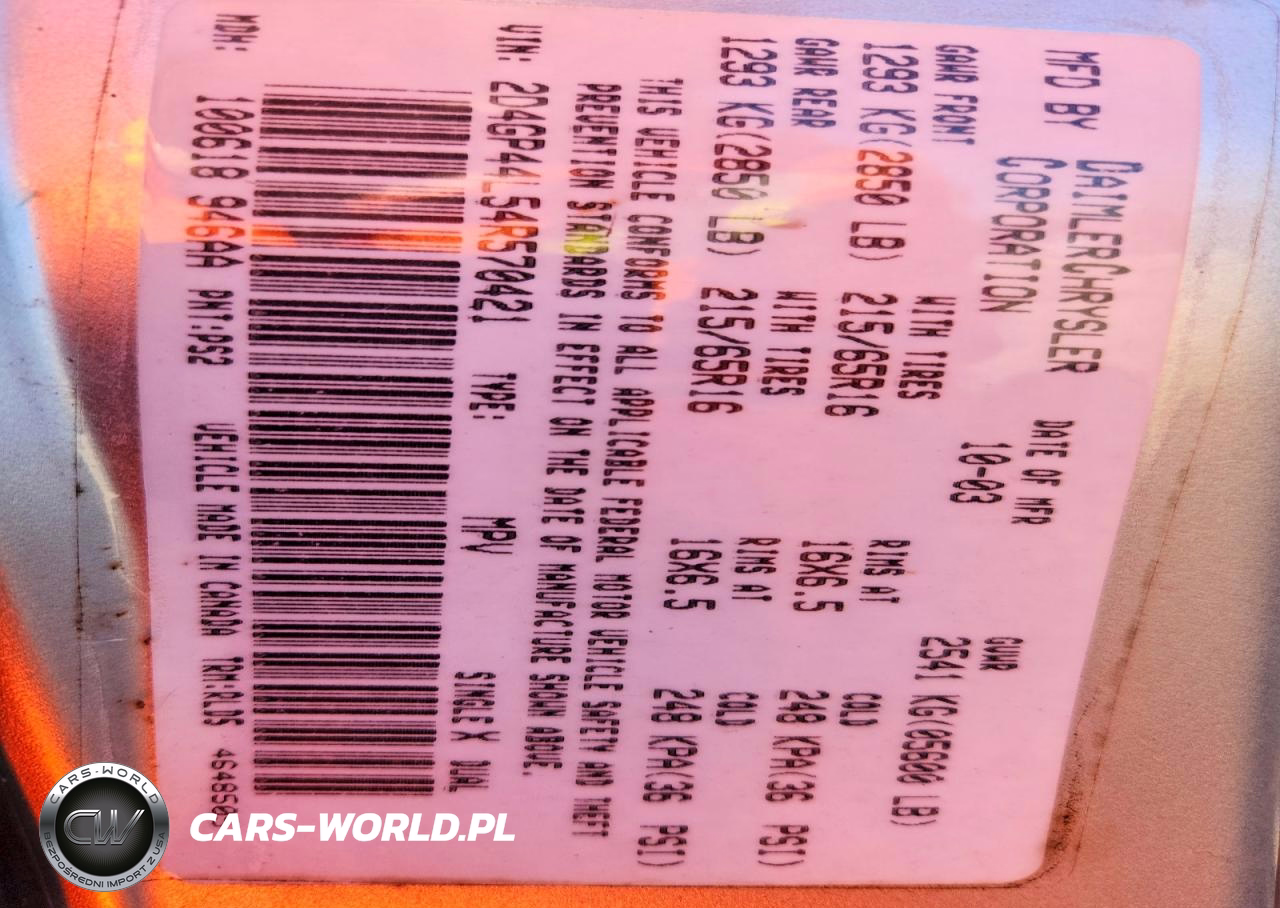 MFD BY DAIMLERCHRYSLER CORPORATION
DATE OF MFR 10-03
GVWR 2541 KG(05600 LB)
GAWR FRONT WITH TIRES RIMS AT COLD
1293 KG(2850 LB) 215/65R16 16X6.5 248 KPA(36 PSI)
GAWR REAR WITH TIRES RIMS AT COLD
1293 KG(2850 LB) 215/65R16 16X6.5 248 KPA(36 PSI)
THIS VEHICLE CONFORMS TO ALL APPLICABLE FEDERAL MOTOR VEHICLE SAFETY AND THEFT
PREVENTION STANDARDS IN EFFECT ON THE DATE OF MANUFACTURE SHOWN ABOVE.
VIN: 2D4GP44L54R570421 TYPE: MPV SINGLE X DUAL
MDH: 100618 946AA PNT:PS2 VEHICLE MADE IN CANADA TRM:RLD5
CARS-WORLD
CW
BEZPOŚREDNI IMPORT Z USA
CARS-WORLD.PL